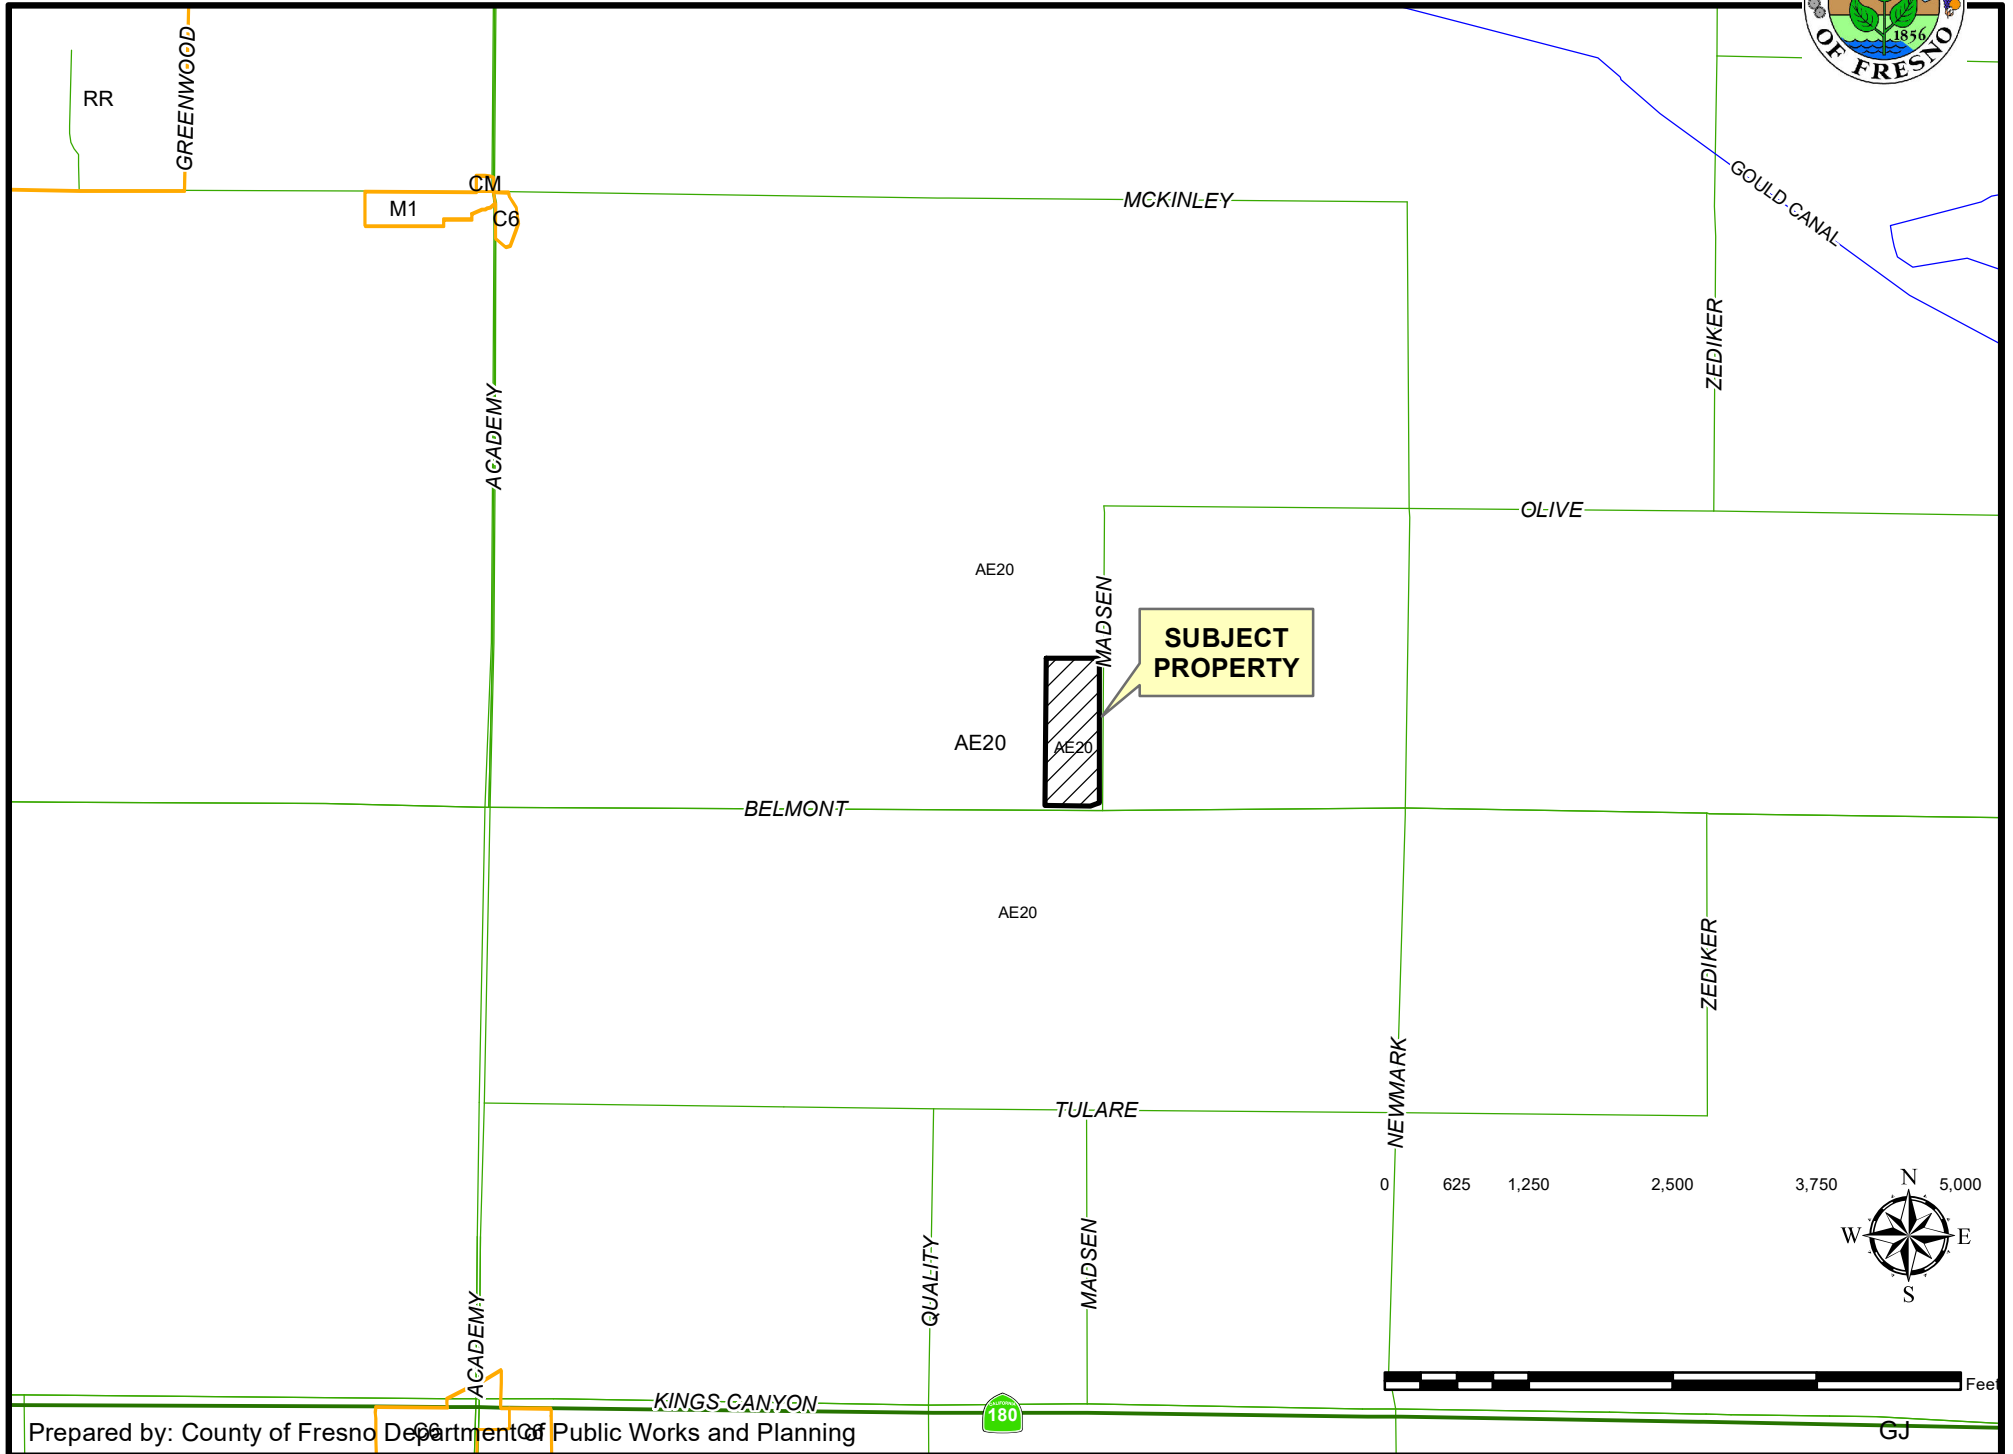 1856
OF FRESNO
GREENWOOD
RR
CM
M1
C6
MCKINLEY
GOULD CANAL
ZEDIKER
ACADEMY
OLIVE
AE20
MADSEN
SUBJECT
PROPERTY
AE20
AE20
BELMONT
AE20
ZEDIKER
NEWMARK
TULARE
0 625 1,250 2,500 3,750 5,000
N
W E
S
QUALITY
MADSEN
ACADEMY
Feet
KINGS CANYON
180
C6
C6
Prepared by: County of Fresno Department of Public Works and Planning
GJ